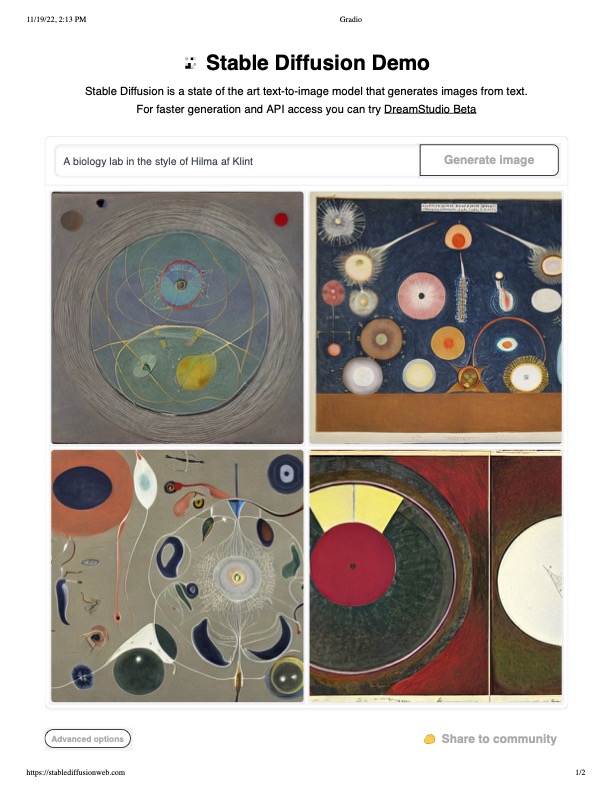 11/19/22, 2:13 PM
Gradio
Stable Diffusion Demo
Stable Diffusion is a state of the art text-to-image model that generates images from text.
For faster generation and API access you can try DreamStudio Beta
A biology lab in the style of Hilma af Klint
Generate image
Advanced options
Share to community
https://stablediffusionweb.com
1/2